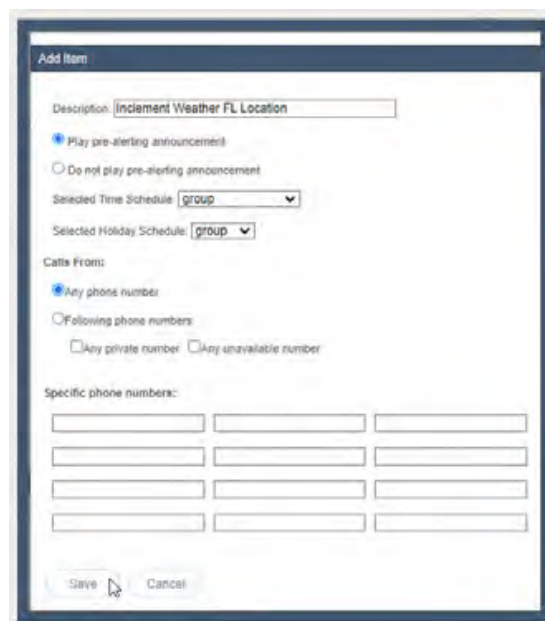 Add Item
Description: Inclement Weather FL Location
Play pre-alerting announcement
Do not play pre-alerting announcement
Selected Time Schedule: group
Selected Holiday Schedule: group
Calls From:
Any phone number
Following phone numbers:
Any private number Any unavailable number
Specific phone numbers:
Save Cancel